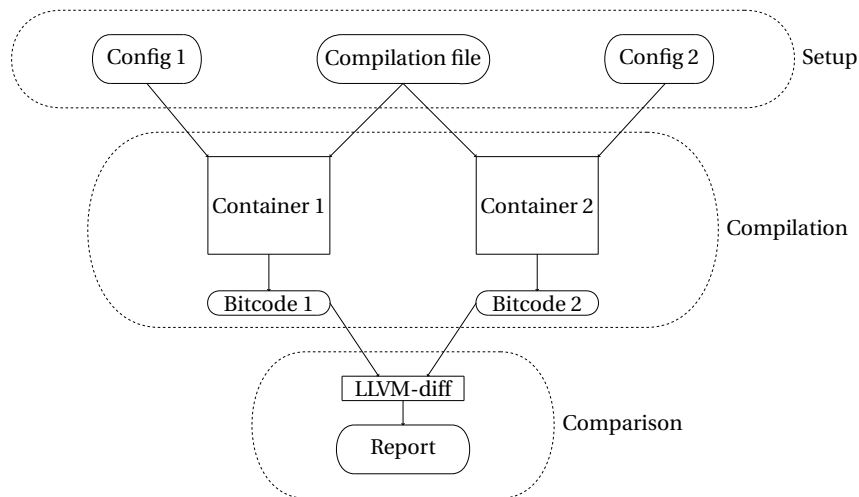 Config 1
Compilation file
Config 2
Setup
Container 1
Container 2
Compilation
Bitcode 1
Bitcode 2
LLVM-diff
Comparison
Report